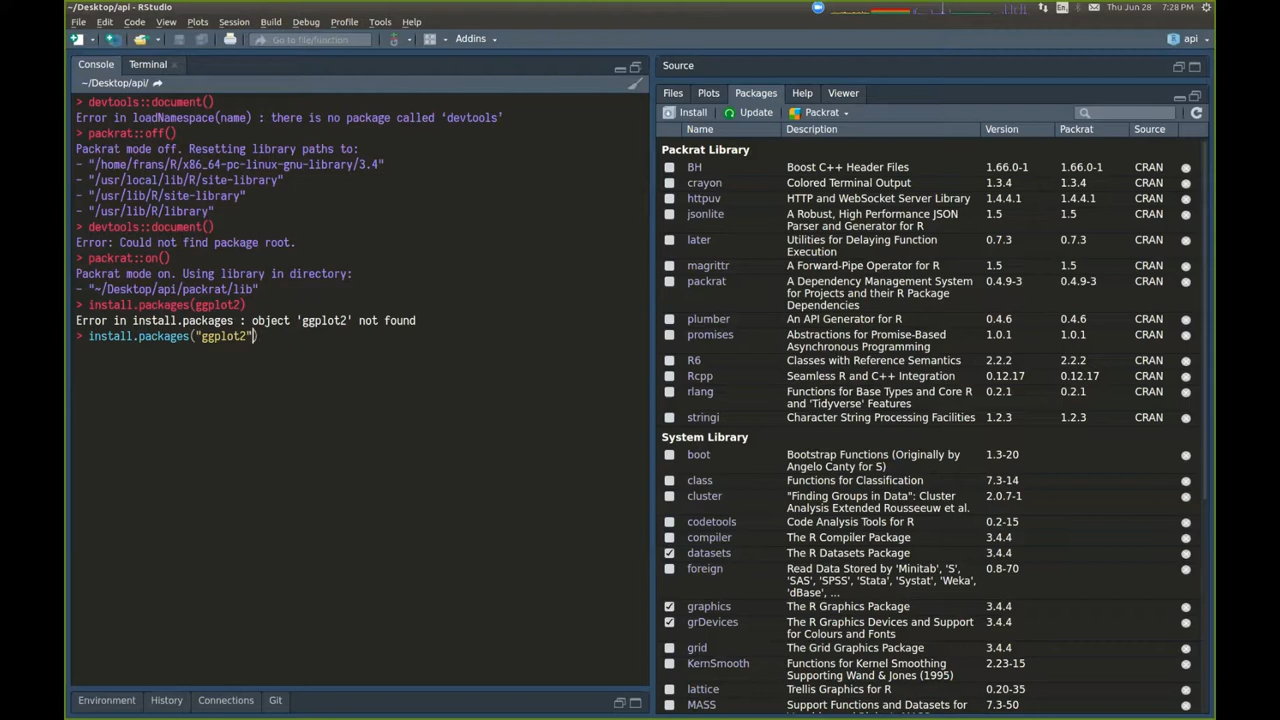 ~/Desktop/api - RStudio
En
Thu Jun 28 7:28 PM
File Edit Code View Plots Session Build Debug Profile Tools Help
Go to file/function
Addins
api
Console Terminal
~/Desktop/api/
> devtools::document()
Error in loadNamespace(name) : there is no package called ‘devtools’
> packrat::off()
Packrat mode off. Resetting library paths to:
- "/home/frans/R/x86_64-pc-linux-gnu-library/3.4"
- "/usr/local/lib/R/site-library"
- "/usr/lib/R/site-library"
- "/usr/lib/R/library"
> devtools::document()
Error: Could not find package root.
> packrat::on()
Packrat mode on. Using library in directory:
- "~/Desktop/api/packrat/lib"
> install.packages(ggplot2)
Error in install.packages : object 'ggplot2' not found
> install.packages("ggplot2")
Environment History Connections Git
Source
Files Plots Packages Help Viewer
Install Update Packrat
Name Description Version Packrat Source
Packrat Library
BH Boost C++ Header Files 1.66.0-1 1.66.0-1 CRAN
crayon Colored Terminal Output 1.3.4 1.3.4 CRAN
httpuv HTTP and WebSocket Server Library 1.4.4.1 1.4.4.1 CRAN
jsonlite A Robust, High Performance JSON 1.5 1.5 CRAN
Parser and Generator for R
later Utilities for Delaying Function 0.7.3 0.7.3 CRAN
Execution
magrittr A Forward-Pipe Operator for R 1.5 1.5 CRAN
packrat A Dependency Management System 0.4.9-3 0.4.9-3 CRAN
for Projects and their R Package
Dependencies
plumber An API Generator for R 0.4.6 0.4.6 CRAN
promises Abstractions for Promise-Based 1.0.1 1.0.1 CRAN
Asynchronous Programming
R6 Classes with Reference Semantics 2.2.2 2.2.2 CRAN
Rcpp Seamless R and C++ Integration 0.12.17 0.12.17 CRAN
rlang Functions for Base Types and Core R 0.2.1 0.2.1 CRAN
and 'Tidyverse' Features
stringi Character String Processing Facilities 1.2.3 1.2.3 CRAN
System Library
boot Bootstrap Functions (Originally by 1.3-20
Angelo Canty for S)
class Functions for Classification 7.3-14
cluster "Finding Groups in Data": Cluster 2.0.7-1
Analysis Extended Rousseeuw et al.
codetools Code Analysis Tools for R 0.2-15
compiler The R Compiler Package 3.4.4
datasets The R Datasets Package 3.4.4
foreign Read Data Stored by 'Minitab', 'S', 0.8-70
'SAS', 'SPSS', 'Stata', 'Systat', 'Weka',
'dBase', ...
graphics The R Graphics Package 3.4.4
grDevices The R Graphics Devices and Support 3.4.4
for Colours and Fonts
grid The Grid Graphics Package 3.4.4
KernSmooth Functions for Kernel Smoothing 2.23-15
Supporting Wand & Jones (1995)
lattice Trellis Graphics for R 0.20-35
MASS Support Functions and Datasets for 7.3-50